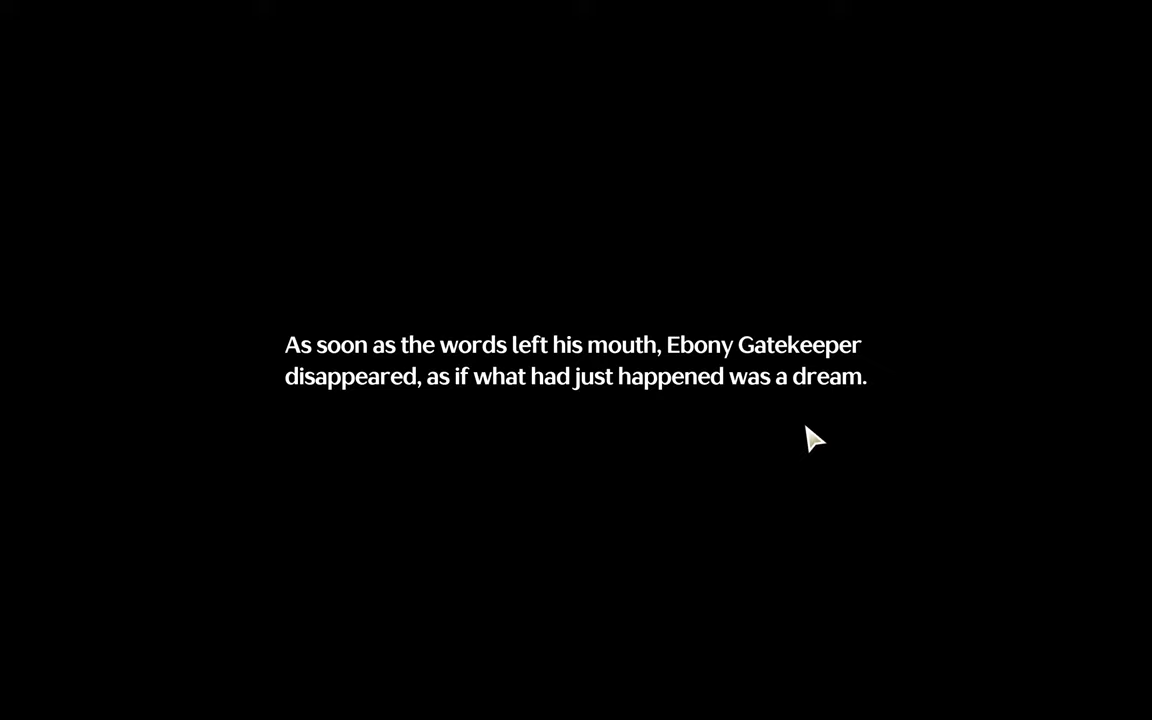 As soon as the words left his mouth, Ebony Gatekeeper
disappeared, as if what had just happened was a dream.